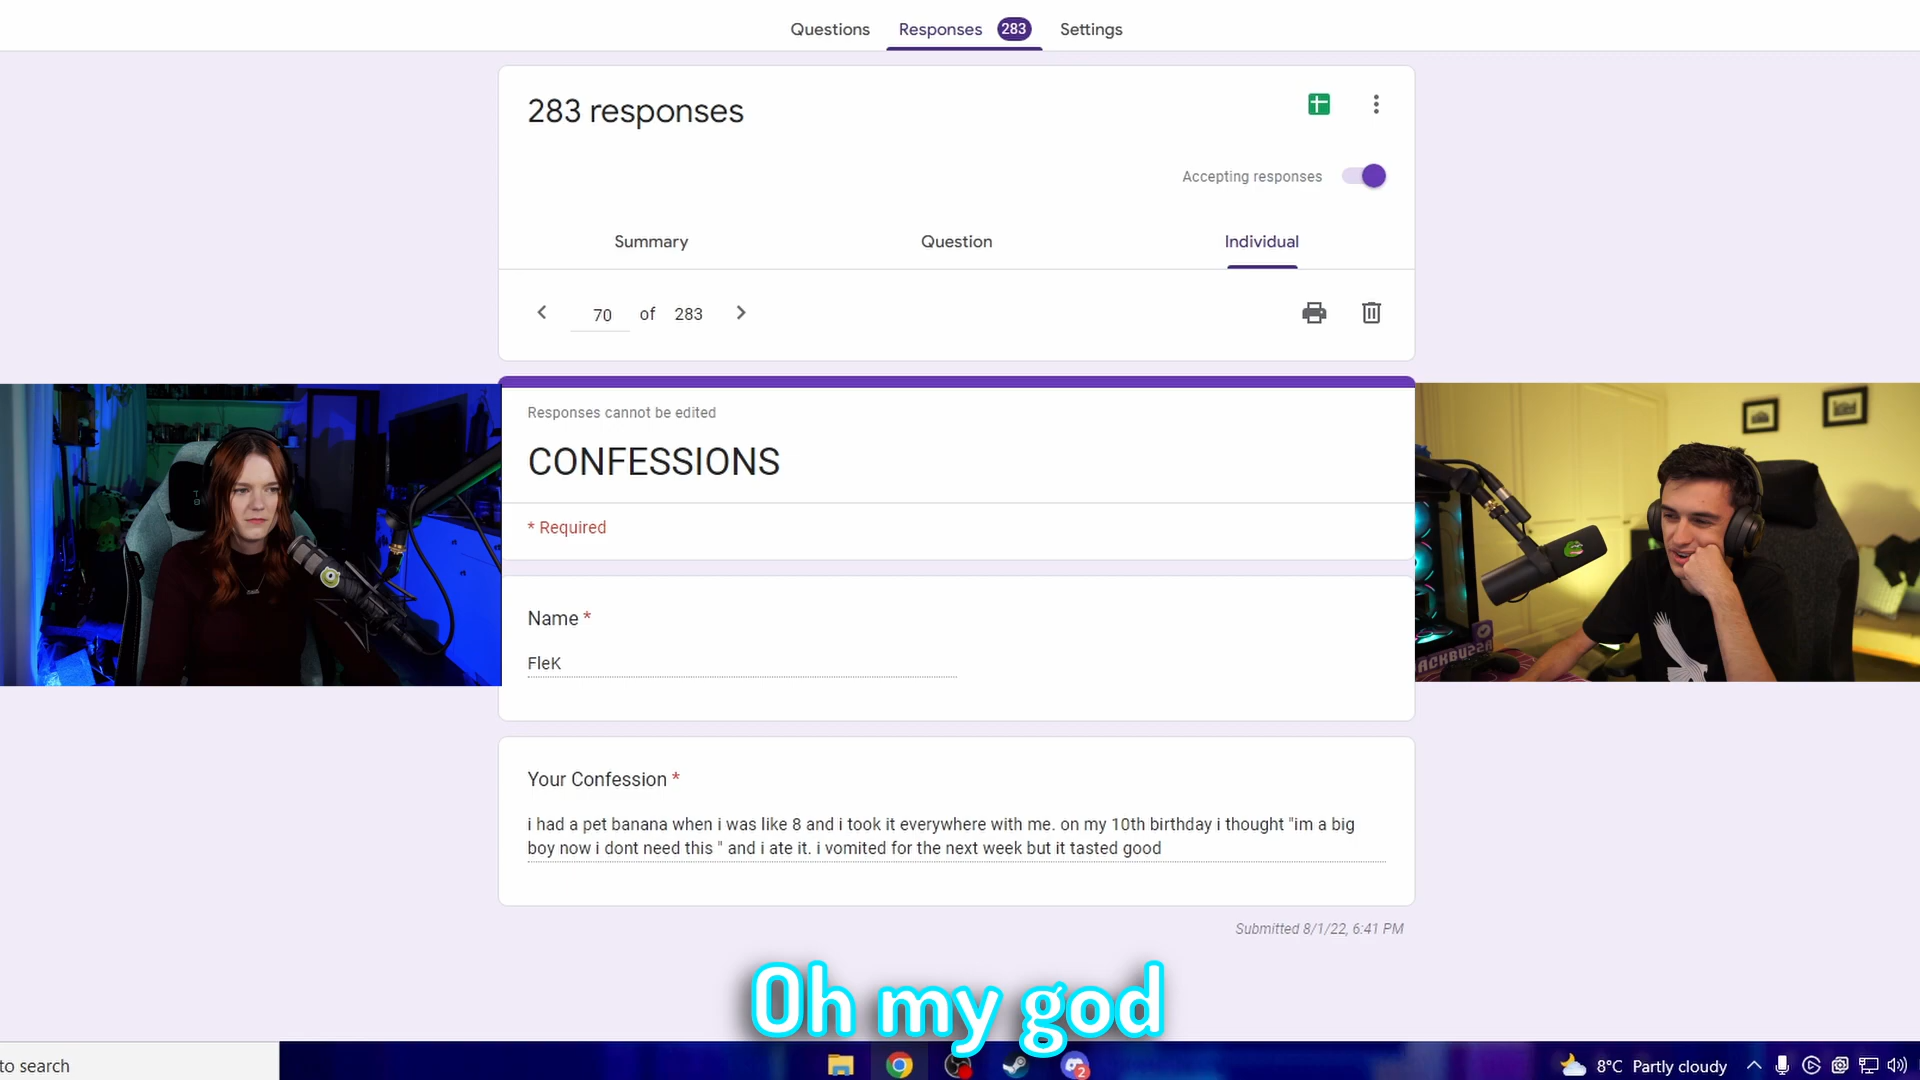 Questions Responses 283 Settings
283 responses
Accepting responses
Summary Question Individual
70 of 283
Responses cannot be edited
CONFESSIONS
* Required
Name *
FleK
Your Confession *
i had a pet banana when i was like 8 and i took it everywhere with me. on my 10th birthday i thought "im a big
boy now i dont need this " and i ate it. i vomited for the next week but it tasted good
Submitted 8/1/22, 6:41 PM
Oh my god
to search
2
8°C Partly cloudy